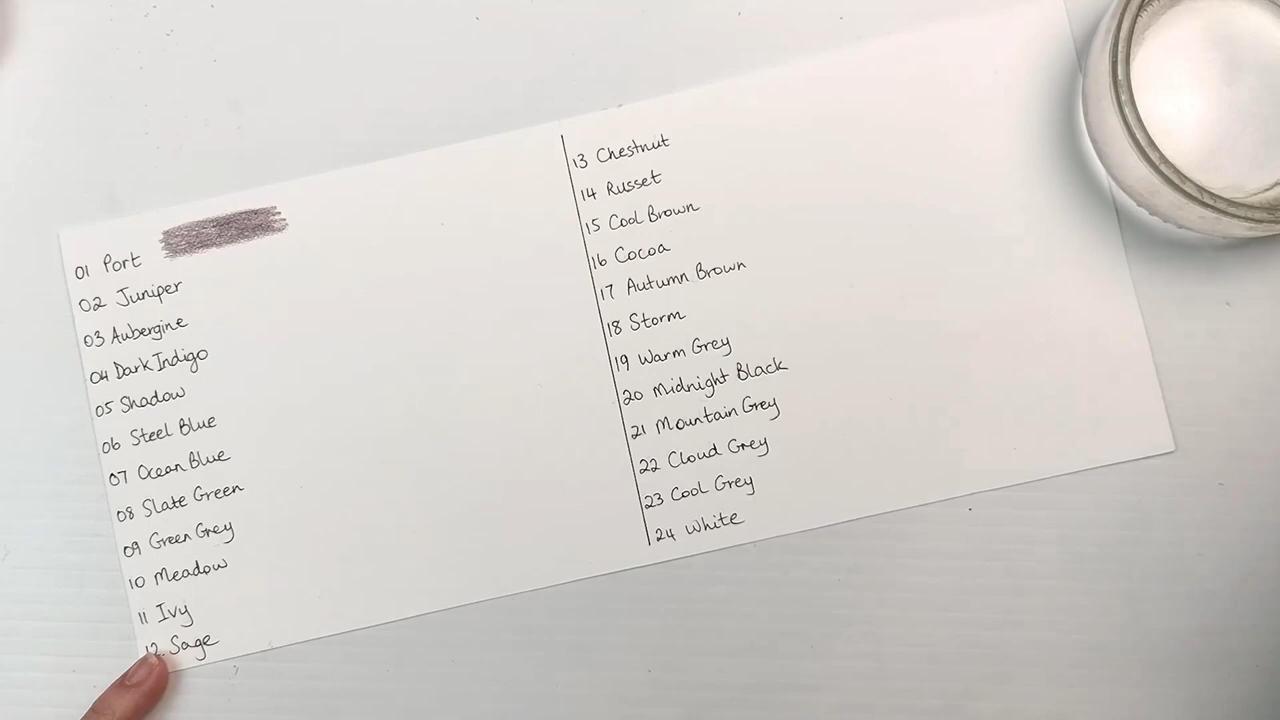 01 Port
02 Juniper
03 Aubergine
04 Dark Indigo
05 Shadow
06 Steel Blue
07 Ocean Blue
08 Slate Green
09 Green Grey
10 Meadow
11 Ivy
12 Sage
13 Chestnut
14 Russet
15 Cool Brown
16 Cocoa
17 Autumn Brown
18 Storm
19 Warm Grey
20 Midnight Black
21 Mountain Grey
22 Cloud Grey
23 Cool Grey
24 White